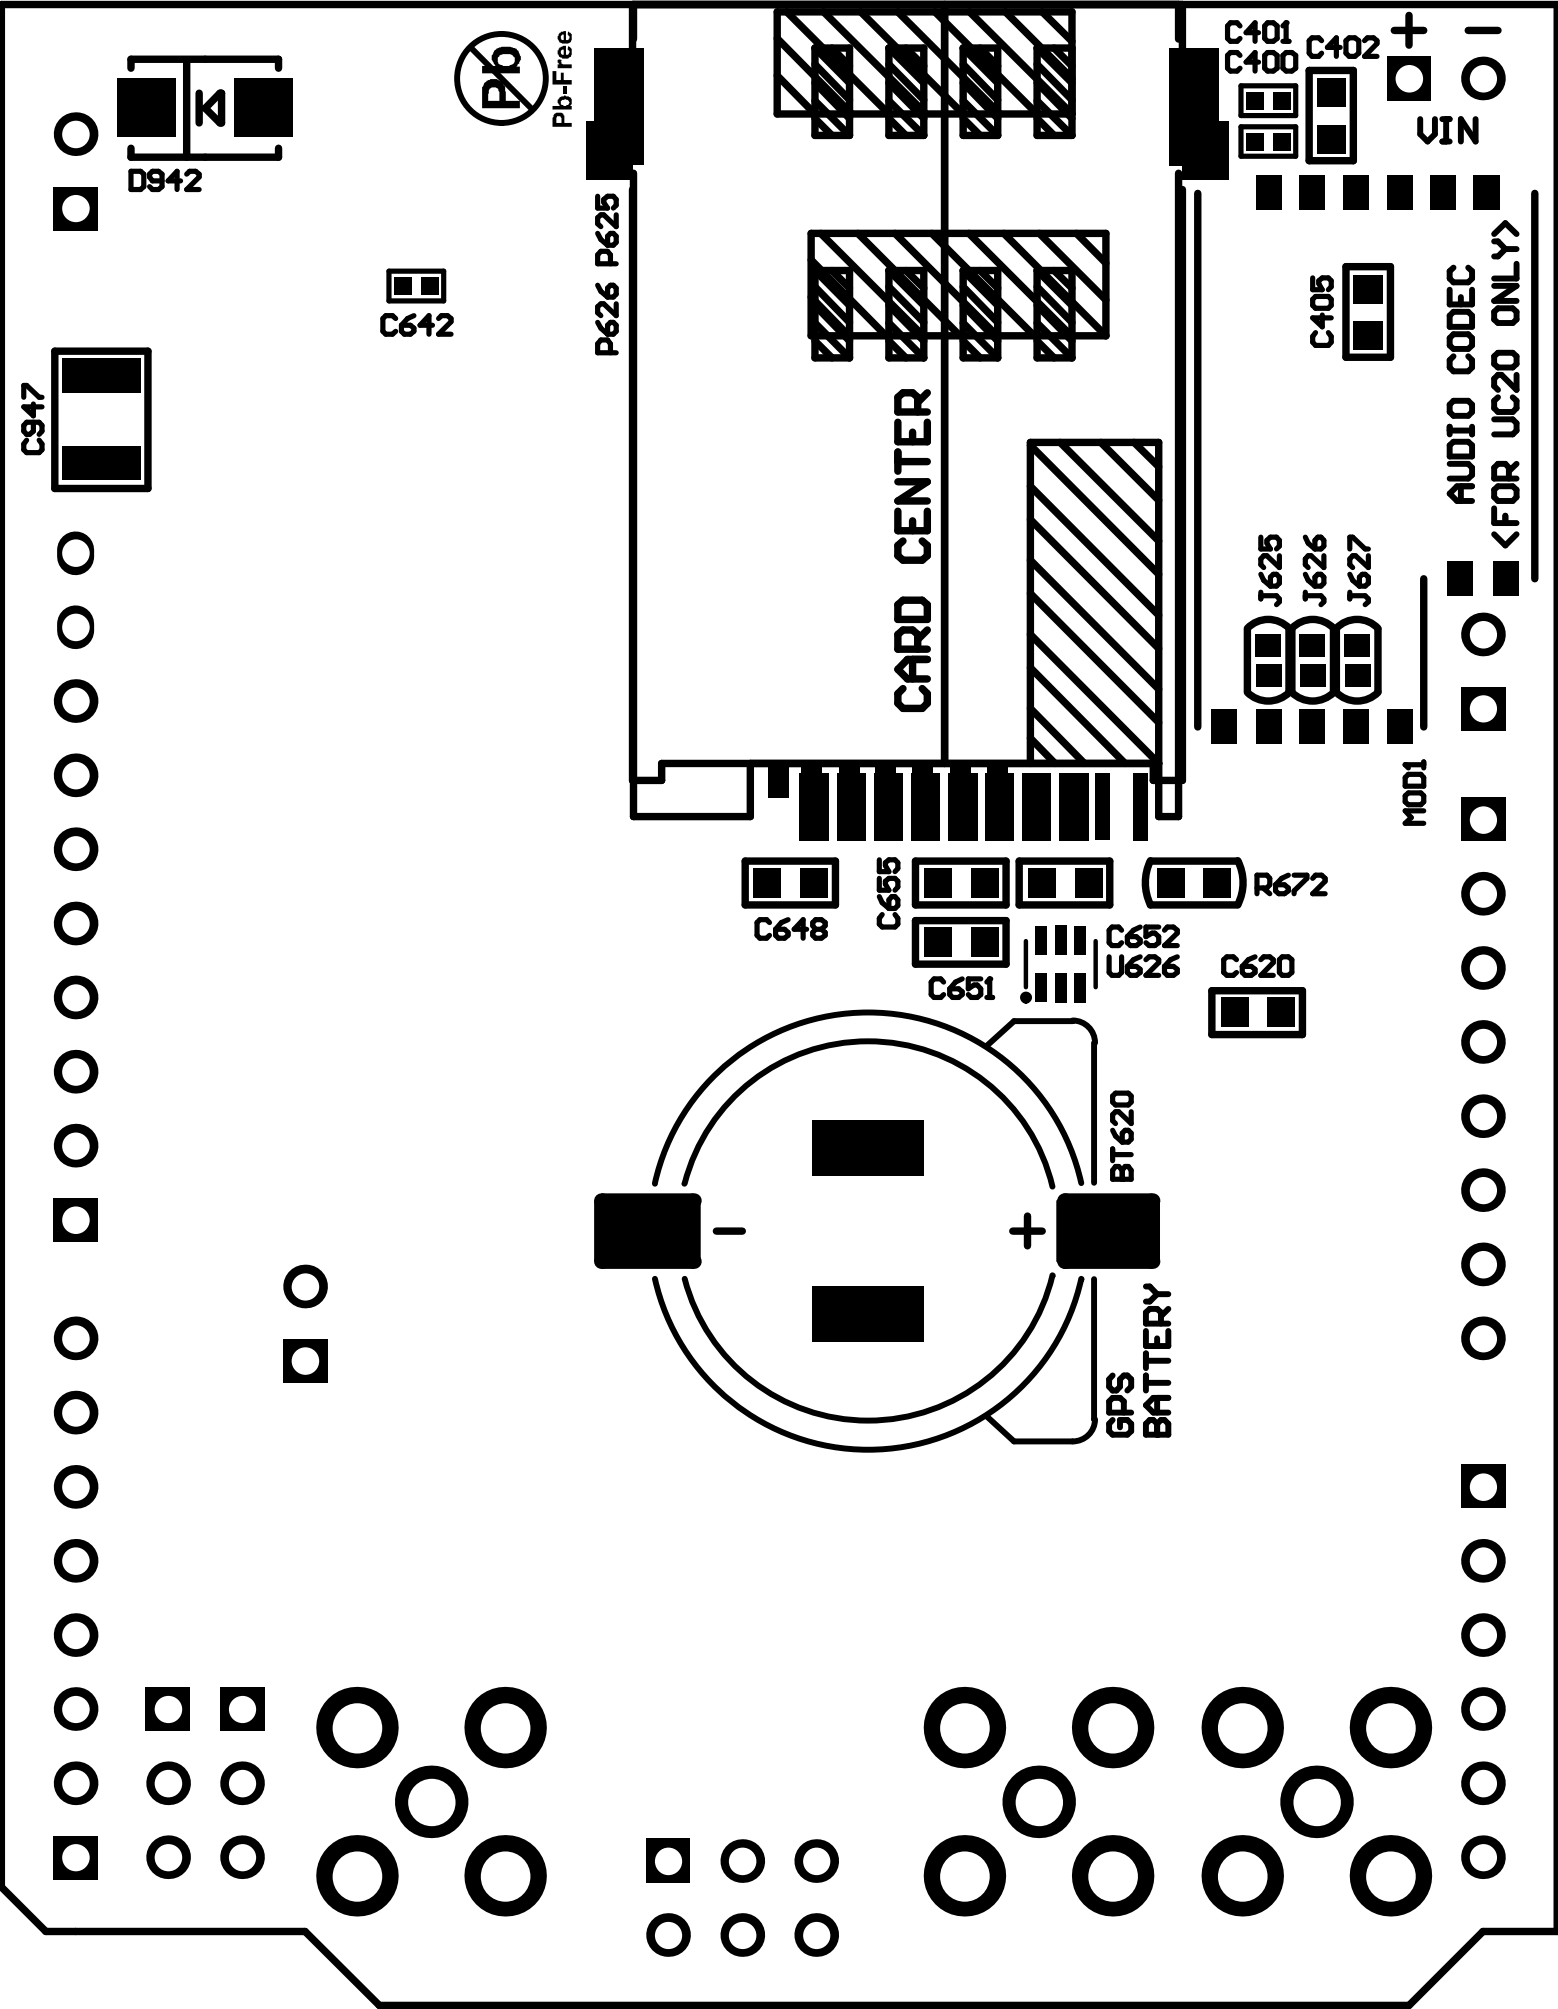 C401
C400
C402
+ −
VIN
Pb
Pb-Free
D942
P626 P625
C642
C947
C405
AUDIO CODEC
<FOR UC20 ONLY>
CARD CENTER
J625
J626
J627
MOD1
C648
C655
R672
C652
U626
C651
C620
BT620
− +
GPS
BATTERY